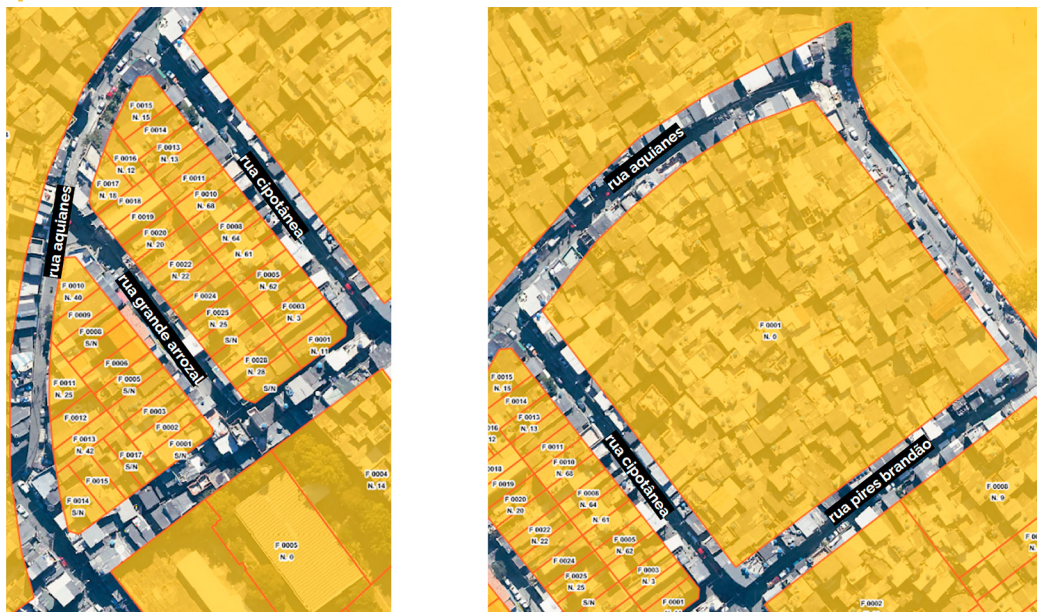 F 0015
N. 15
F 0014
F 0013
N. 13
F 0016
N. 12
F 0011
F 0017
N. 18
F 0010
N. 68
F 0018
F 0019
F 0008
N. 64
F 0020
N. 20
N. 61
F 0022
N. 22
F 0005
N. 62
F 0024
F 0003
N. 3
F 0025
N. 25
S/N
F 0001
N. 11
F 0028
N. 28
S/N
rua cipotânea
rua aquianes
rua grande arrozal
F 0010
N. 40
F 0009
F 0008
S/N
F 0006
F 0005
S/N
F 0011
N. 25
F 0003
F 0012
F 0002
F 0013
N. 42
F 0001
S/N
F 0017
S/N
F 0015
F 0014
S/N
F 0004
N. 14
F 0005
N. 0
rua aquianes
F 0001
N. 0
rua cipotânea
rua pires brandão
F 0015
N. 15
F 0014
F 0013
N. 13
16
12
F 0011
0018
F 0010
N. 68
F 0019
F 0008
N. 64
F 0020
N. 20
N. 61
F 0022
N. 22
F 0005
N. 62
F 0024
F 0003
N. 3
F 0025
N. 25
S/N
F 0001
F 0008
N. 9
F 0002